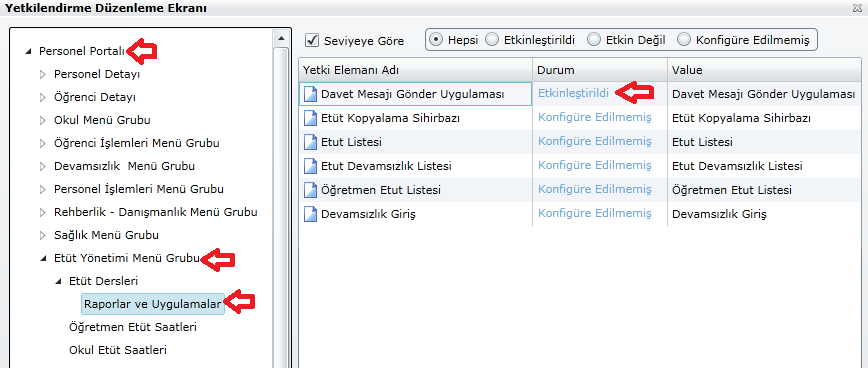 Yetkilendirme Düzenleme Ekranı
Personel Portalı
Personel Detayı
Öğrenci Detayı
Okul Menü Grubu
Öğrenci İşlemleri Menü Grubu
Devamsızlık Menü Grubu
Personel İşlemleri Menü Grubu
Rehberlik - Danışmanlık Menü Grubu
Sağlık Menü Grubu
Etüt Yönetimi Menü Grubu
Etüt Dersleri
Raporlar ve Uygulamalar
Öğretmen Etüt Saatleri
Okul Etüt Saatleri
Seviyeye Göre Hepsi Etkinleştirildi Etkin Değil Konfigüre Edilmemiş
Yetki Elemanı Adı Durum Value
Davet Mesajı Gönder Uygulaması Etkinleştirildi Davet Mesajı Gönder Uygulaması
Etüt Kopyalama Sihirbazı Konfigüre Edilmemiş Etüt Kopyalama Sihirbazı
Etut Listesi Konfigüre Edilmemiş Etut Listesi
Etut Devamsızlık Listesi Konfigüre Edilmemiş Etut Devamsızlık Listesi
Öğretmen Etut Listesi Konfigüre Edilmemiş Öğretmen Etut Listesi
Devamsızlık Giriş Konfigüre Edilmemiş Devamsızlık Giriş